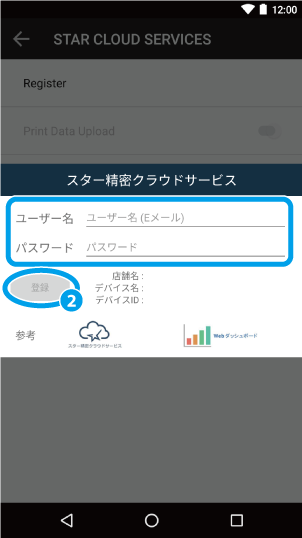 12:00
STAR CLOUD SERVICES
Register
Print Data Upload
スター精密クラウドサービス
ユーザー名 ユーザー名 (Eメール)
パスワード パスワード
登録
2
店舗名 :
デバイス名 :
デバイスID :
参考
スター精密クラウドサービス
Web ダッシュボード